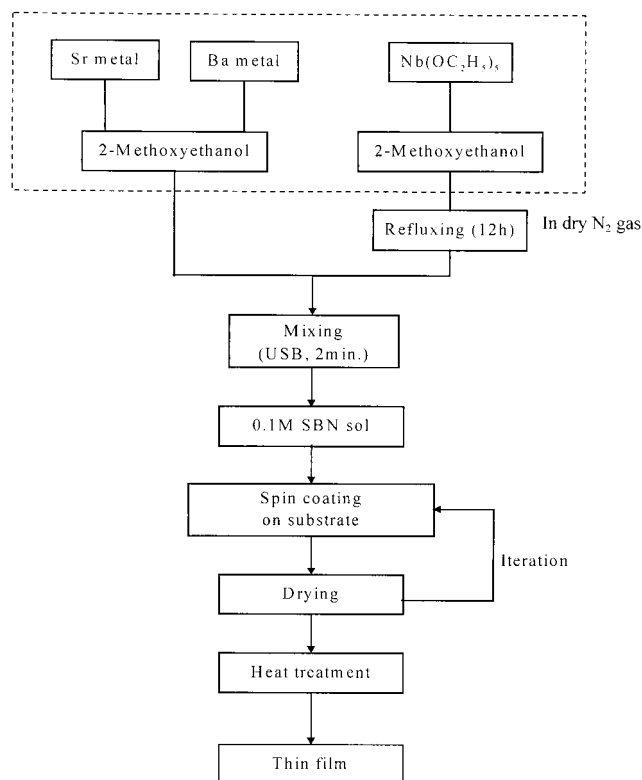 Sr metal
Ba metal
Nb(OC₂H₅)₅
2-Methoxyethanol
2-Methoxyethanol
Refluxing (12h)
In dry N₂ gas
Mixing
(USB, 2min.)
0.1M SBN sol
Spin coating
on substrate
Iteration
Drying
Heat treatment
Thin film